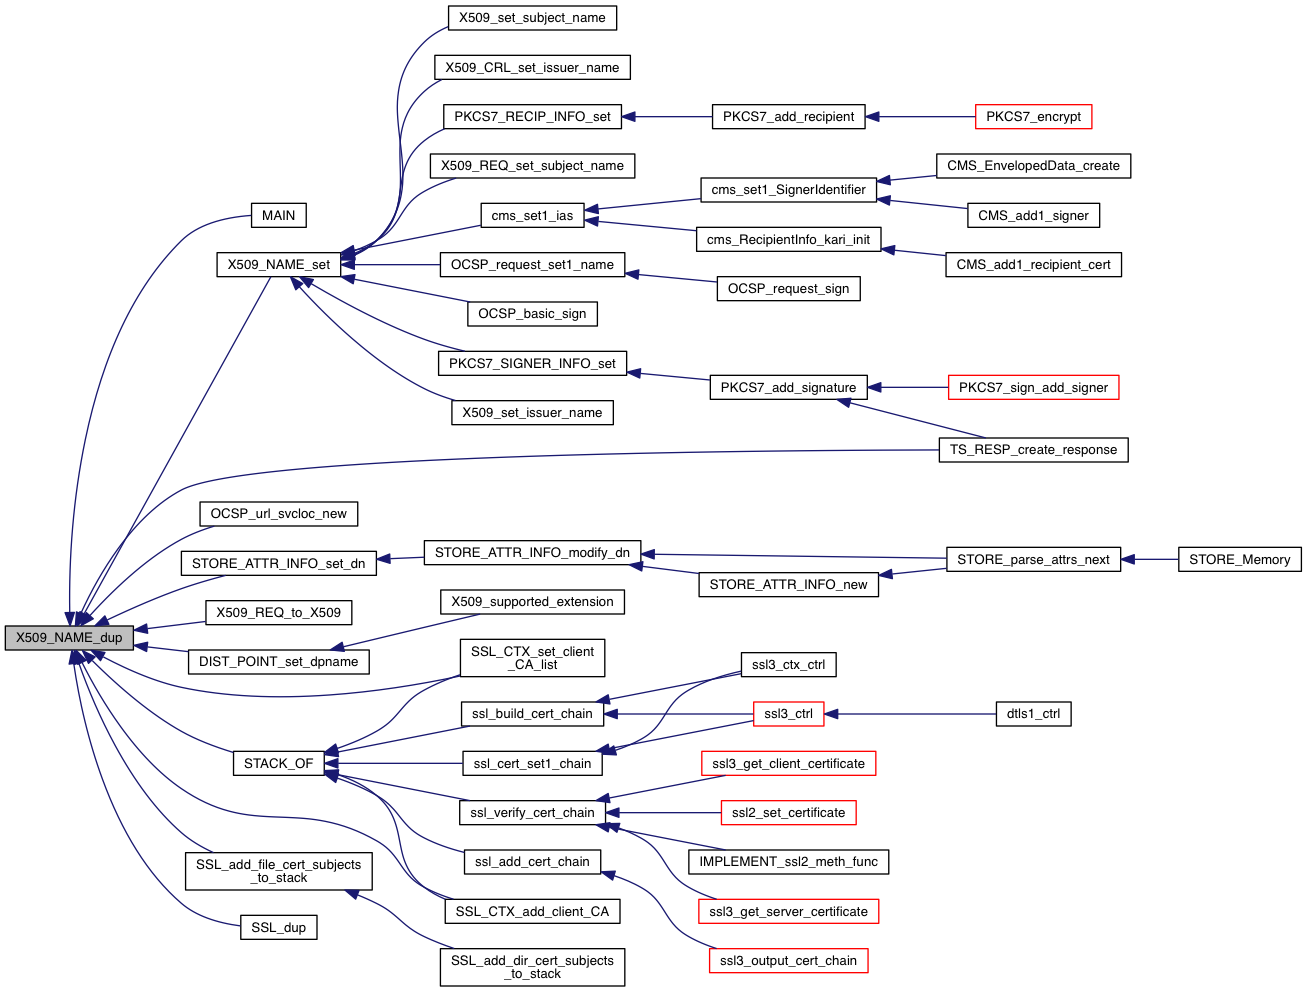 X509_set_subject_name
X509_CRL_set_issuer_name
PKCS7_RECIP_INFO_set
PKCS7_add_recipient
PKCS7_encrypt
X509_REQ_set_subject_name
CMS_EnvelopedData_create
cms_set1_SignerIdentifier
MAIN
cms_set1_ias
CMS_add1_signer
cms_RecipientInfo_kari_init
X509_NAME_set
OCSP_request_set1_name
CMS_add1_recipient_cert
OCSP_request_sign
OCSP_basic_sign
PKCS7_SIGNER_INFO_set
PKCS7_add_signature
PKCS7_sign_add_signer
X509_set_issuer_name
TS_RESP_create_response
OCSP_url_svcloc_new
STORE_ATTR_INFO_set_dn
STORE_ATTR_INFO_modify_dn
STORE_parse_attrs_next
STORE_Memory
STORE_ATTR_INFO_new
X509_REQ_to_X509
X509_supported_extension
X509_NAME_dup
DIST_POINT_set_dpname
SSL_CTX_set_client
_CA_list
ssl3_ctx_ctrl
ssl_build_cert_chain
ssl3_ctrl
dtls1_ctrl
STACK_OF
ssl_cert_set1_chain
ssl3_get_client_certificate
ssl_verify_cert_chain
ssl2_set_certificate
SSL_add_file_cert_subjects
_to_stack
ssl_add_cert_chain
IMPLEMENT_ssl2_meth_func
SSL_CTX_add_client_CA
ssl3_get_server_certificate
SSL_dup
SSL_add_dir_cert_subjects
_to_stack
ssl3_output_cert_chain